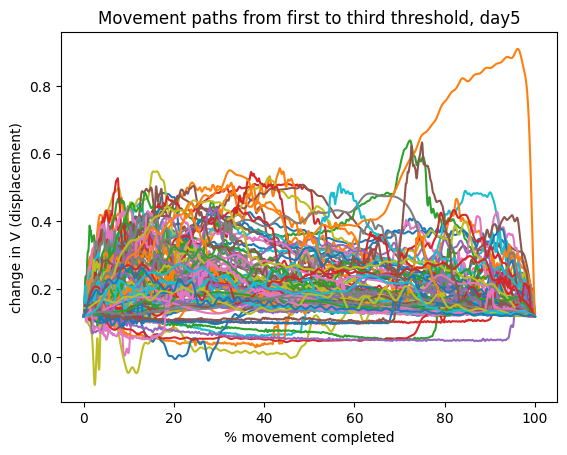 Movement paths from first to third threshold, day5
change in V (displacement)
0.8
0.6
0.4
0.2
0.0
0 20 40 60 80 100
% movement completed